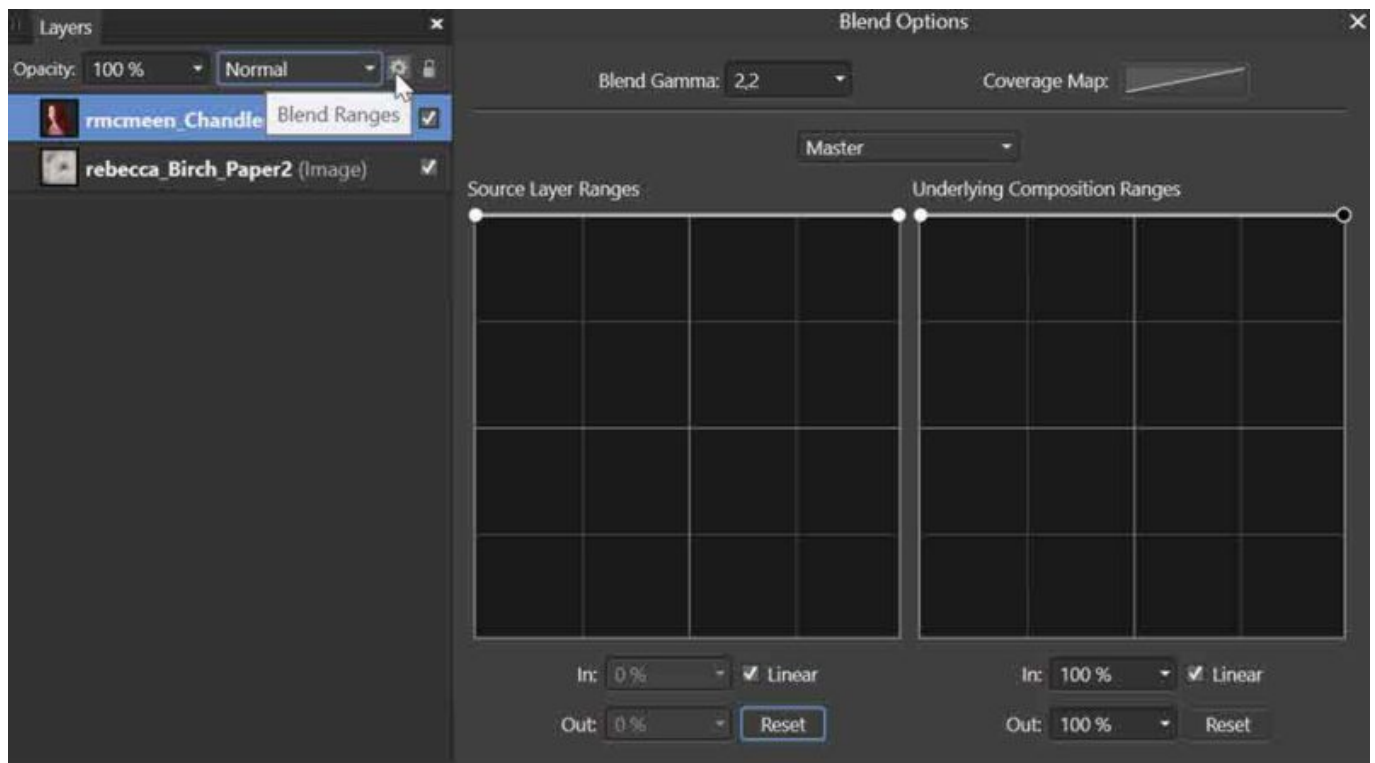 Layers
Opacity: 100 % Normal
rmcmeen_Chandle
Blend Ranges
rebecca_Birch_Paper2 (Image)
Blend Options
Blend Gamma: 2,2 Coverage Map:
Master
Source Layer Ranges
Underlying Composition Ranges
In: 0 % Linear
Out: 0 % Reset
In: 100 % Linear
Out: 100 % Reset